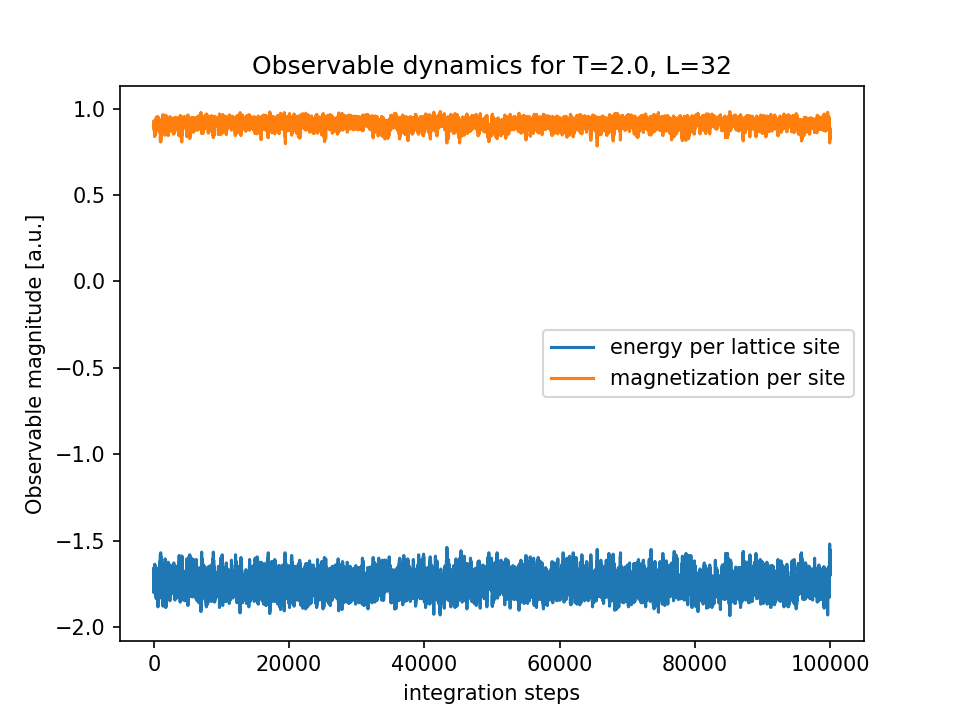 Observable dynamics for T=2.0, L=32
Observable magnitude [a.u.]
1.0
0.5
0.0
−0.5
−1.0
−1.5
−2.0
energy per lattice site
magnetization per site
0 20000 40000 60000 80000 100000
integration steps